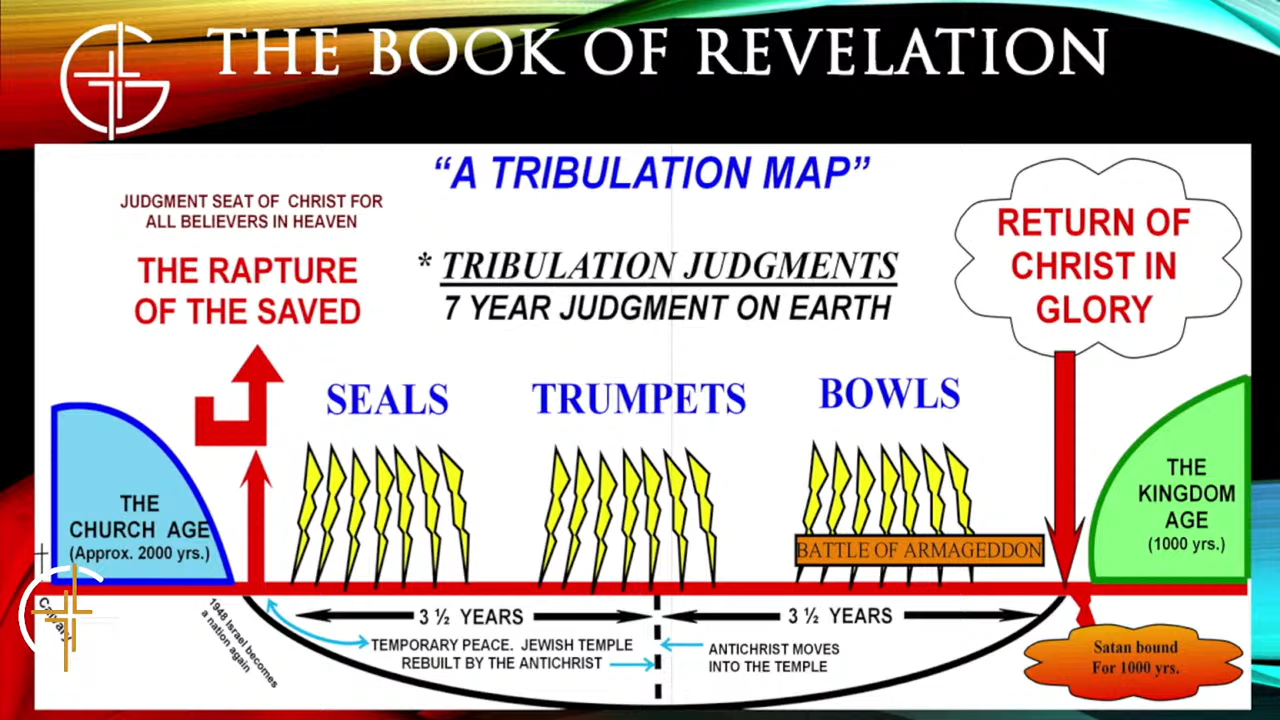 THE BOOK OF REVELATION
"A TRIBULATION MAP"
JUDGMENT SEAT OF CHRIST FOR
ALL BELIEVERS IN HEAVEN
THE RAPTURE
OF THE SAVED
* TRIBULATION JUDGMENTS
7 YEAR JUDGMENT ON EARTH
RETURN OF
CHRIST IN
GLORY
SEALS
TRUMPETS
BOWLS
THE
CHURCH AGE
(Approx. 2000 yrs.)
BATTLE OF ARMAGEDDON
THE
KINGDOM
AGE
(1000 yrs.)
1948 Israel becomes
a nation again
3 ½ YEARS
3 ½ YEARS
TEMPORARY PEACE. JEWISH TEMPLE
REBUILT BY THE ANTICHRIST
ANTICHRIST MOVES
INTO THE TEMPLE
Satan bound
For 1000 yrs.